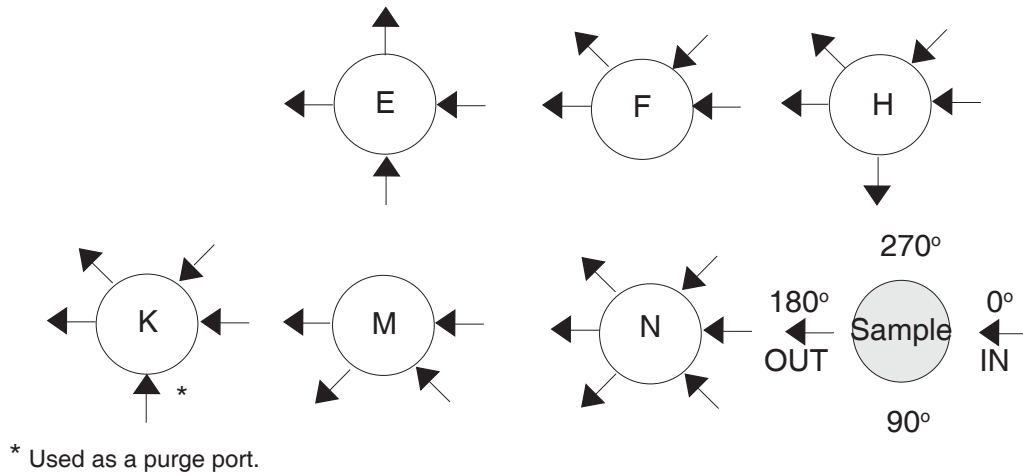 E
F
H
270°
K
*
M
N
180°
OUT
Sample
0°
IN
90°
* Used as a purge port.